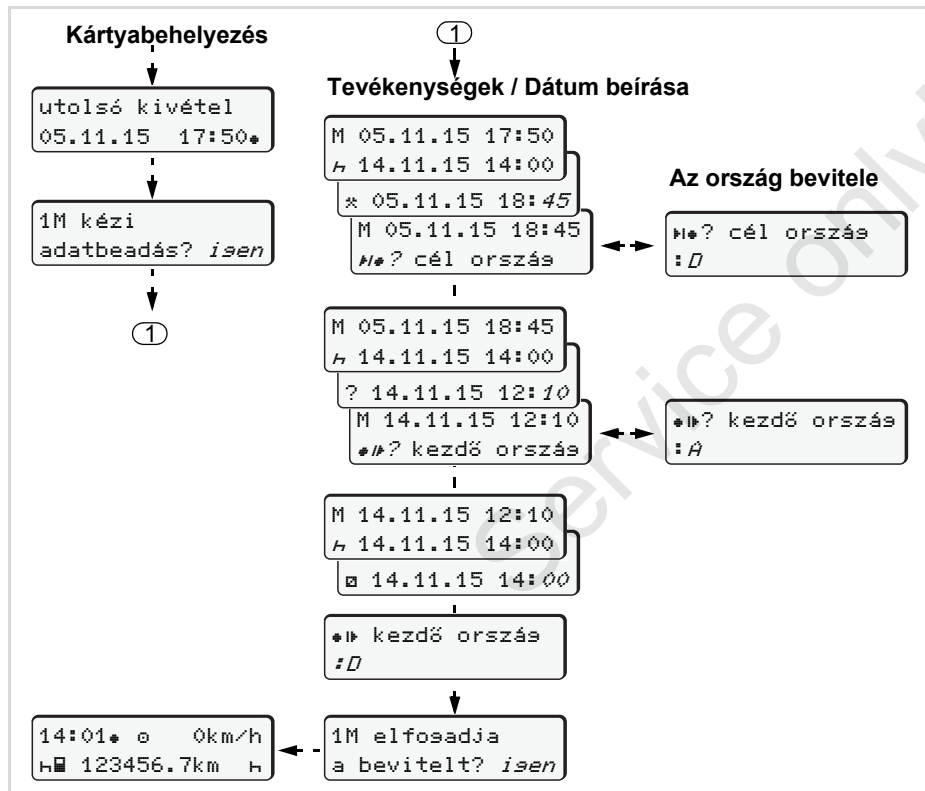 Kártyabehelyezés
utolsó kivétel
05.11.15 17:50
1M kézi
adatbeadás? igen
1
1
Tevékenységek / Dátum beírása
M 05.11.15 17:50
14.11.15 14:00
05.11.15 18:45
M 05.11.15 18:45
? cél ország
Az ország bevitele
? cél ország
:D
M 05.11.15 18:45
14.11.15 14:00
? 14.11.15 12:10
M 14.11.15 12:10
? kezdő ország
? kezdő ország
:A
M 14.11.15 12:10
14.11.15 14:00
14.11.15 14:00
kezdő ország
:D
1M elfogadja
a bevitelt? igen
14:01 0km/h
123456.7km
Service only